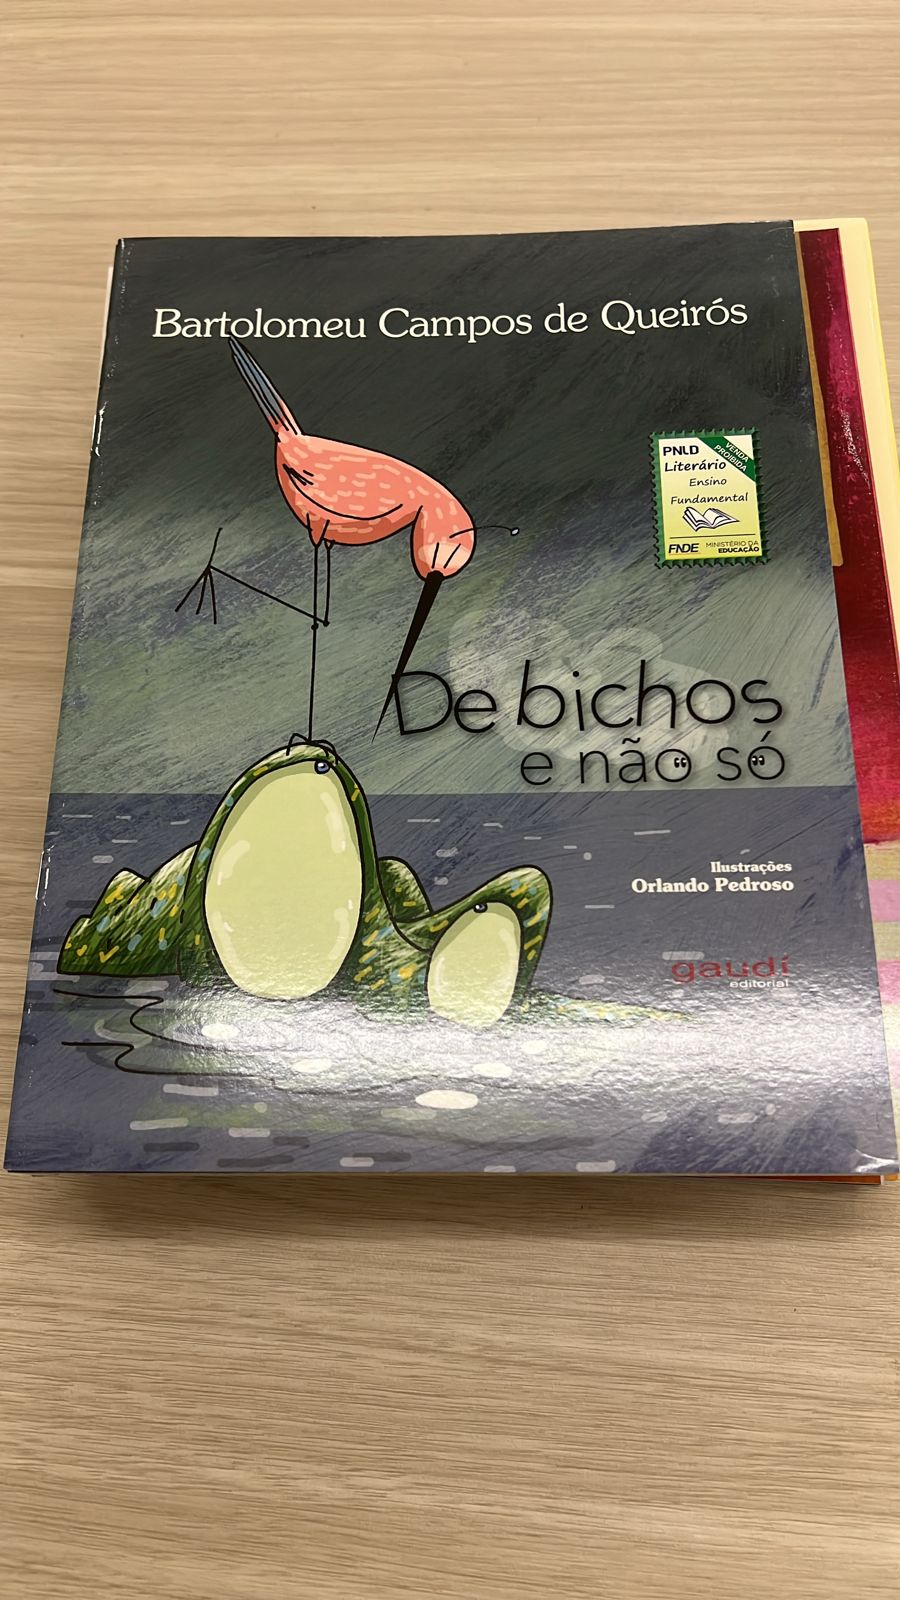 Bartolomeu Campos de Queirós
PNLD
VENDA
PROIBIDA
Literário
Ensino
Fundamental
FNDE
MINISTÉRIO DA
EDUCAÇÃO
De bichos
e não só
Ilustrações
Orlando Pedroso
gaudí
editorial